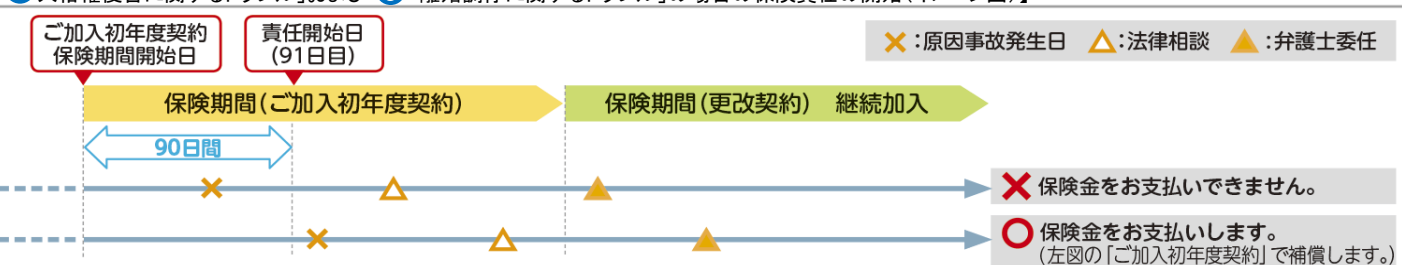 ご加入初年度契約
保険期間開始日
責任開始日
(91日目)
×:原因事故発生日 △:法律相談 ▲:弁護士委任
保険期間(ご加入初年度契約)
保険期間(更改契約) 継続加入
90日間
保険金をお支払いできません。
保険金をお支払いします。
(左図の「ご加入初年度契約」で補償します。)